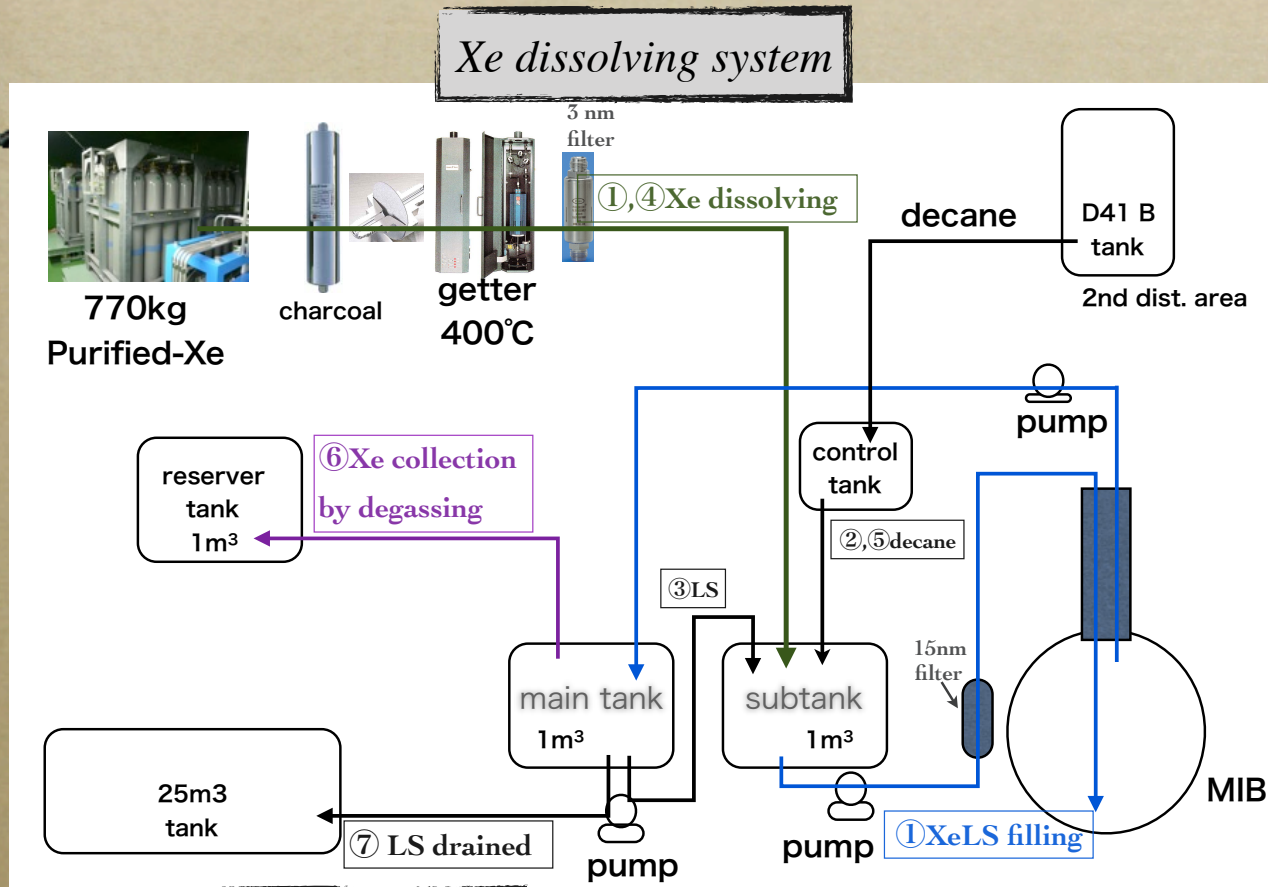 Xe dissolving system
3 nm
filter
①,④Xe dissolving
decane
D41 B
tank
2nd dist. area
770kg
Purified-Xe
charcoal
getter
400℃
pump
control
tank
reserver
tank
1m³
⑥Xe collection
by degassing
②,⑤decane
③LS
15nm
filter
main tank
1m³
subtank
1m³
MIB
25m3
tank
⑦ LS drained
pump
pump
①XeLS filling